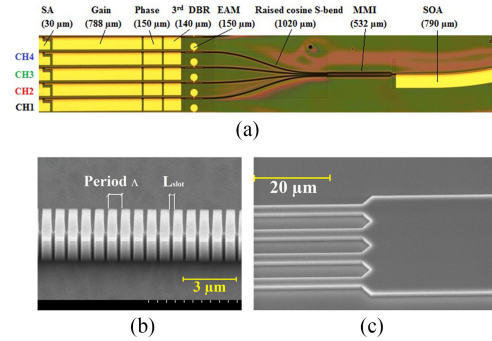 SA Gain Phase 3rd DBR EAM Raised cosine S-bend MMI SOA
(30 µm) (788 µm) (150 µm) (140 µm) (150 µm) (1020 µm) (532 µm) (790 µm)
CH4
CH3
CH2
CH1
(a)
Period Λ Lslot
3 µm
(b)
20 µm
(c)